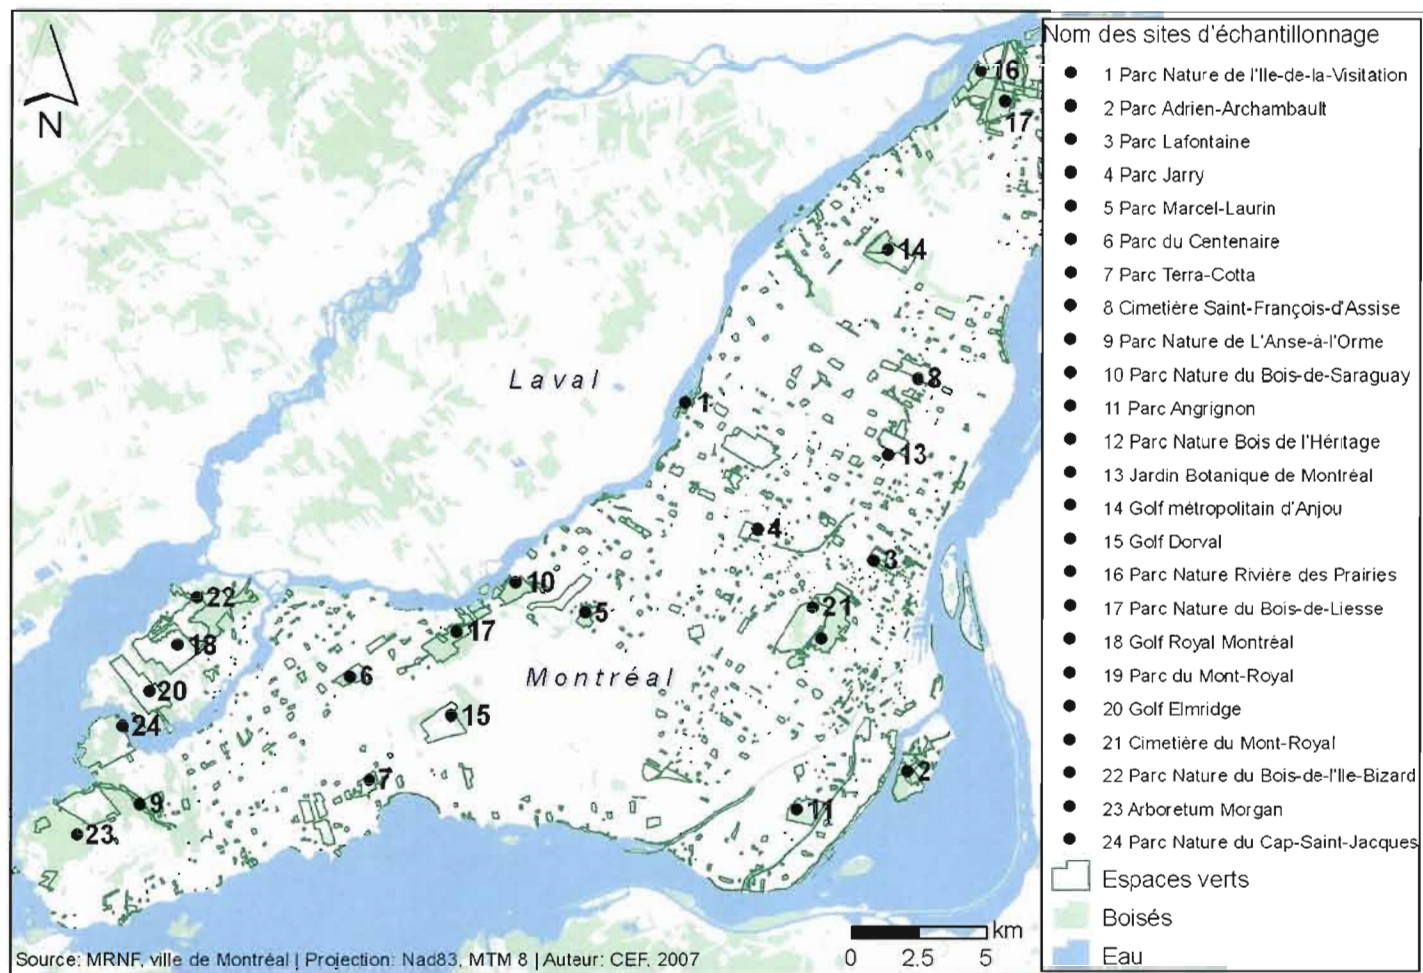 N
Laval
Montréal
16
17
14
8
1
13
4
3
10
5
21
22
17
18
6
20
15
24
7
2
9
11
23
km
0 2.5 5
Source: MRNF, ville de Montréal | Projection: Nad83, MTM 8 | Auteur: CEF, 2007
Nom des sites d'échantillonnage
1 Parc Nature de l'Ile-de-la-Visitation
2 Parc Adrien-Archambault
3 Parc Lafontaine
4 Parc Jarry
5 Parc Marcel-Laurin
6 Parc du Centenaire
7 Parc Terra-Cotta
8 Cimetière Saint-François-d'Assise
9 Parc Nature de L'Anse-à-l'Orme
10 Parc Nature du Bois-de-Saraguay
11 Parc Angrignon
12 Parc Nature Bois de l'Héritage
13 Jardin Botanique de Montréal
14 Golf métropolitain d'Anjou
15 Golf Dorval
16 Parc Nature Rivière des Prairies
17 Parc Nature du Bois-de-Liesse
18 Golf Royal Montréal
19 Parc du Mont-Royal
20 Golf Elmridge
21 Cimetière du Mont-Royal
22 Parc Nature du Bois-de-l'Ile-Bizard
23 Arboretum Morgan
24 Parc Nature du Cap-Saint-Jacques
Espaces verts
Boisés
Eau